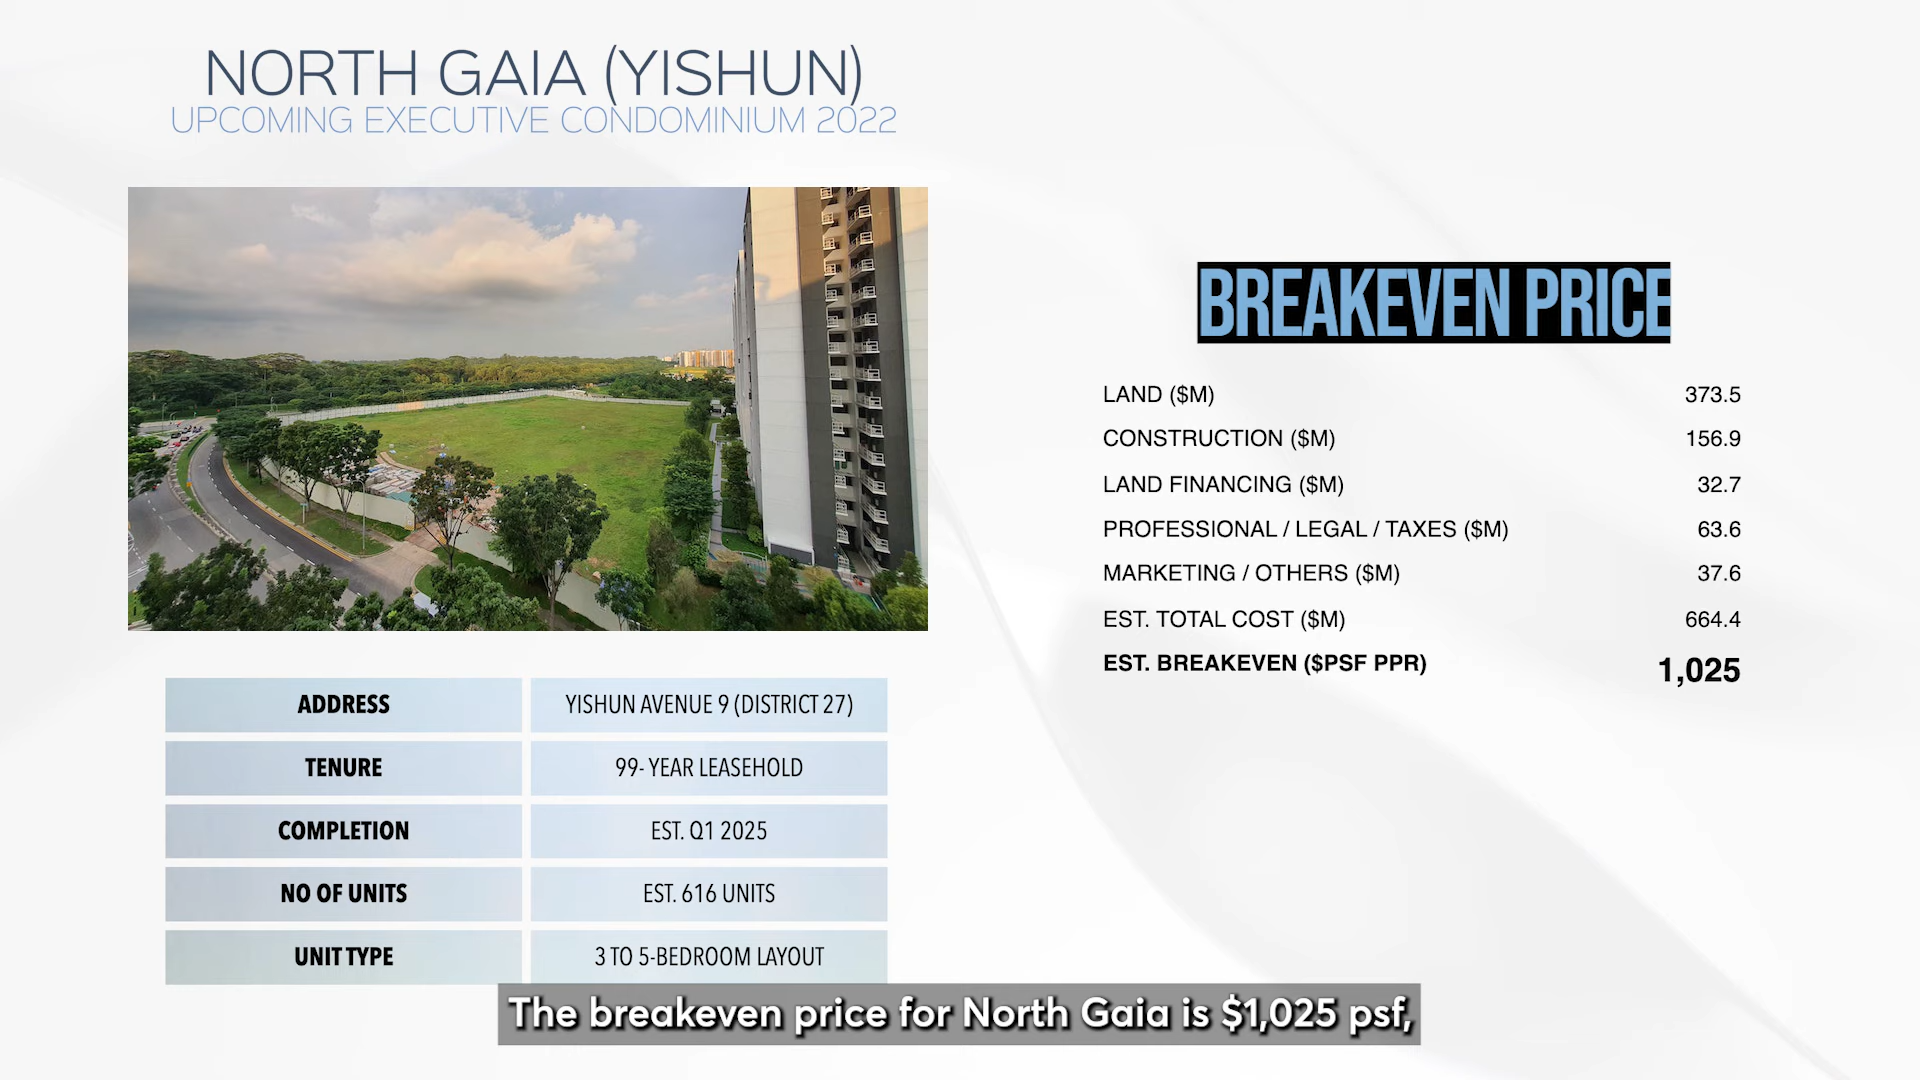 NORTH GAIA (YISHUN)
UPCOMING EXECUTIVE CONDOMINIUM 2022
BREAKEVEN PRICE
LAND ($M) 373.5
CONSTRUCTION ($M) 156.9
LAND FINANCING ($M) 32.7
PROFESSIONAL / LEGAL / TAXES ($M) 63.6
MARKETING / OTHERS ($M) 37.6
EST. TOTAL COST ($M) 664.4
EST. BREAKEVEN ($PSF PPR) 1,025
ADDRESS YISHUN AVENUE 9 (DISTRICT 27)
TENURE 99- YEAR LEASEHOLD
COMPLETION EST. Q1 2025
NO OF UNITS EST. 616 UNITS
UNIT TYPE 3 TO 5-BEDROOM LAYOUT
The breakeven price for North Gaia is $1,025 psf,